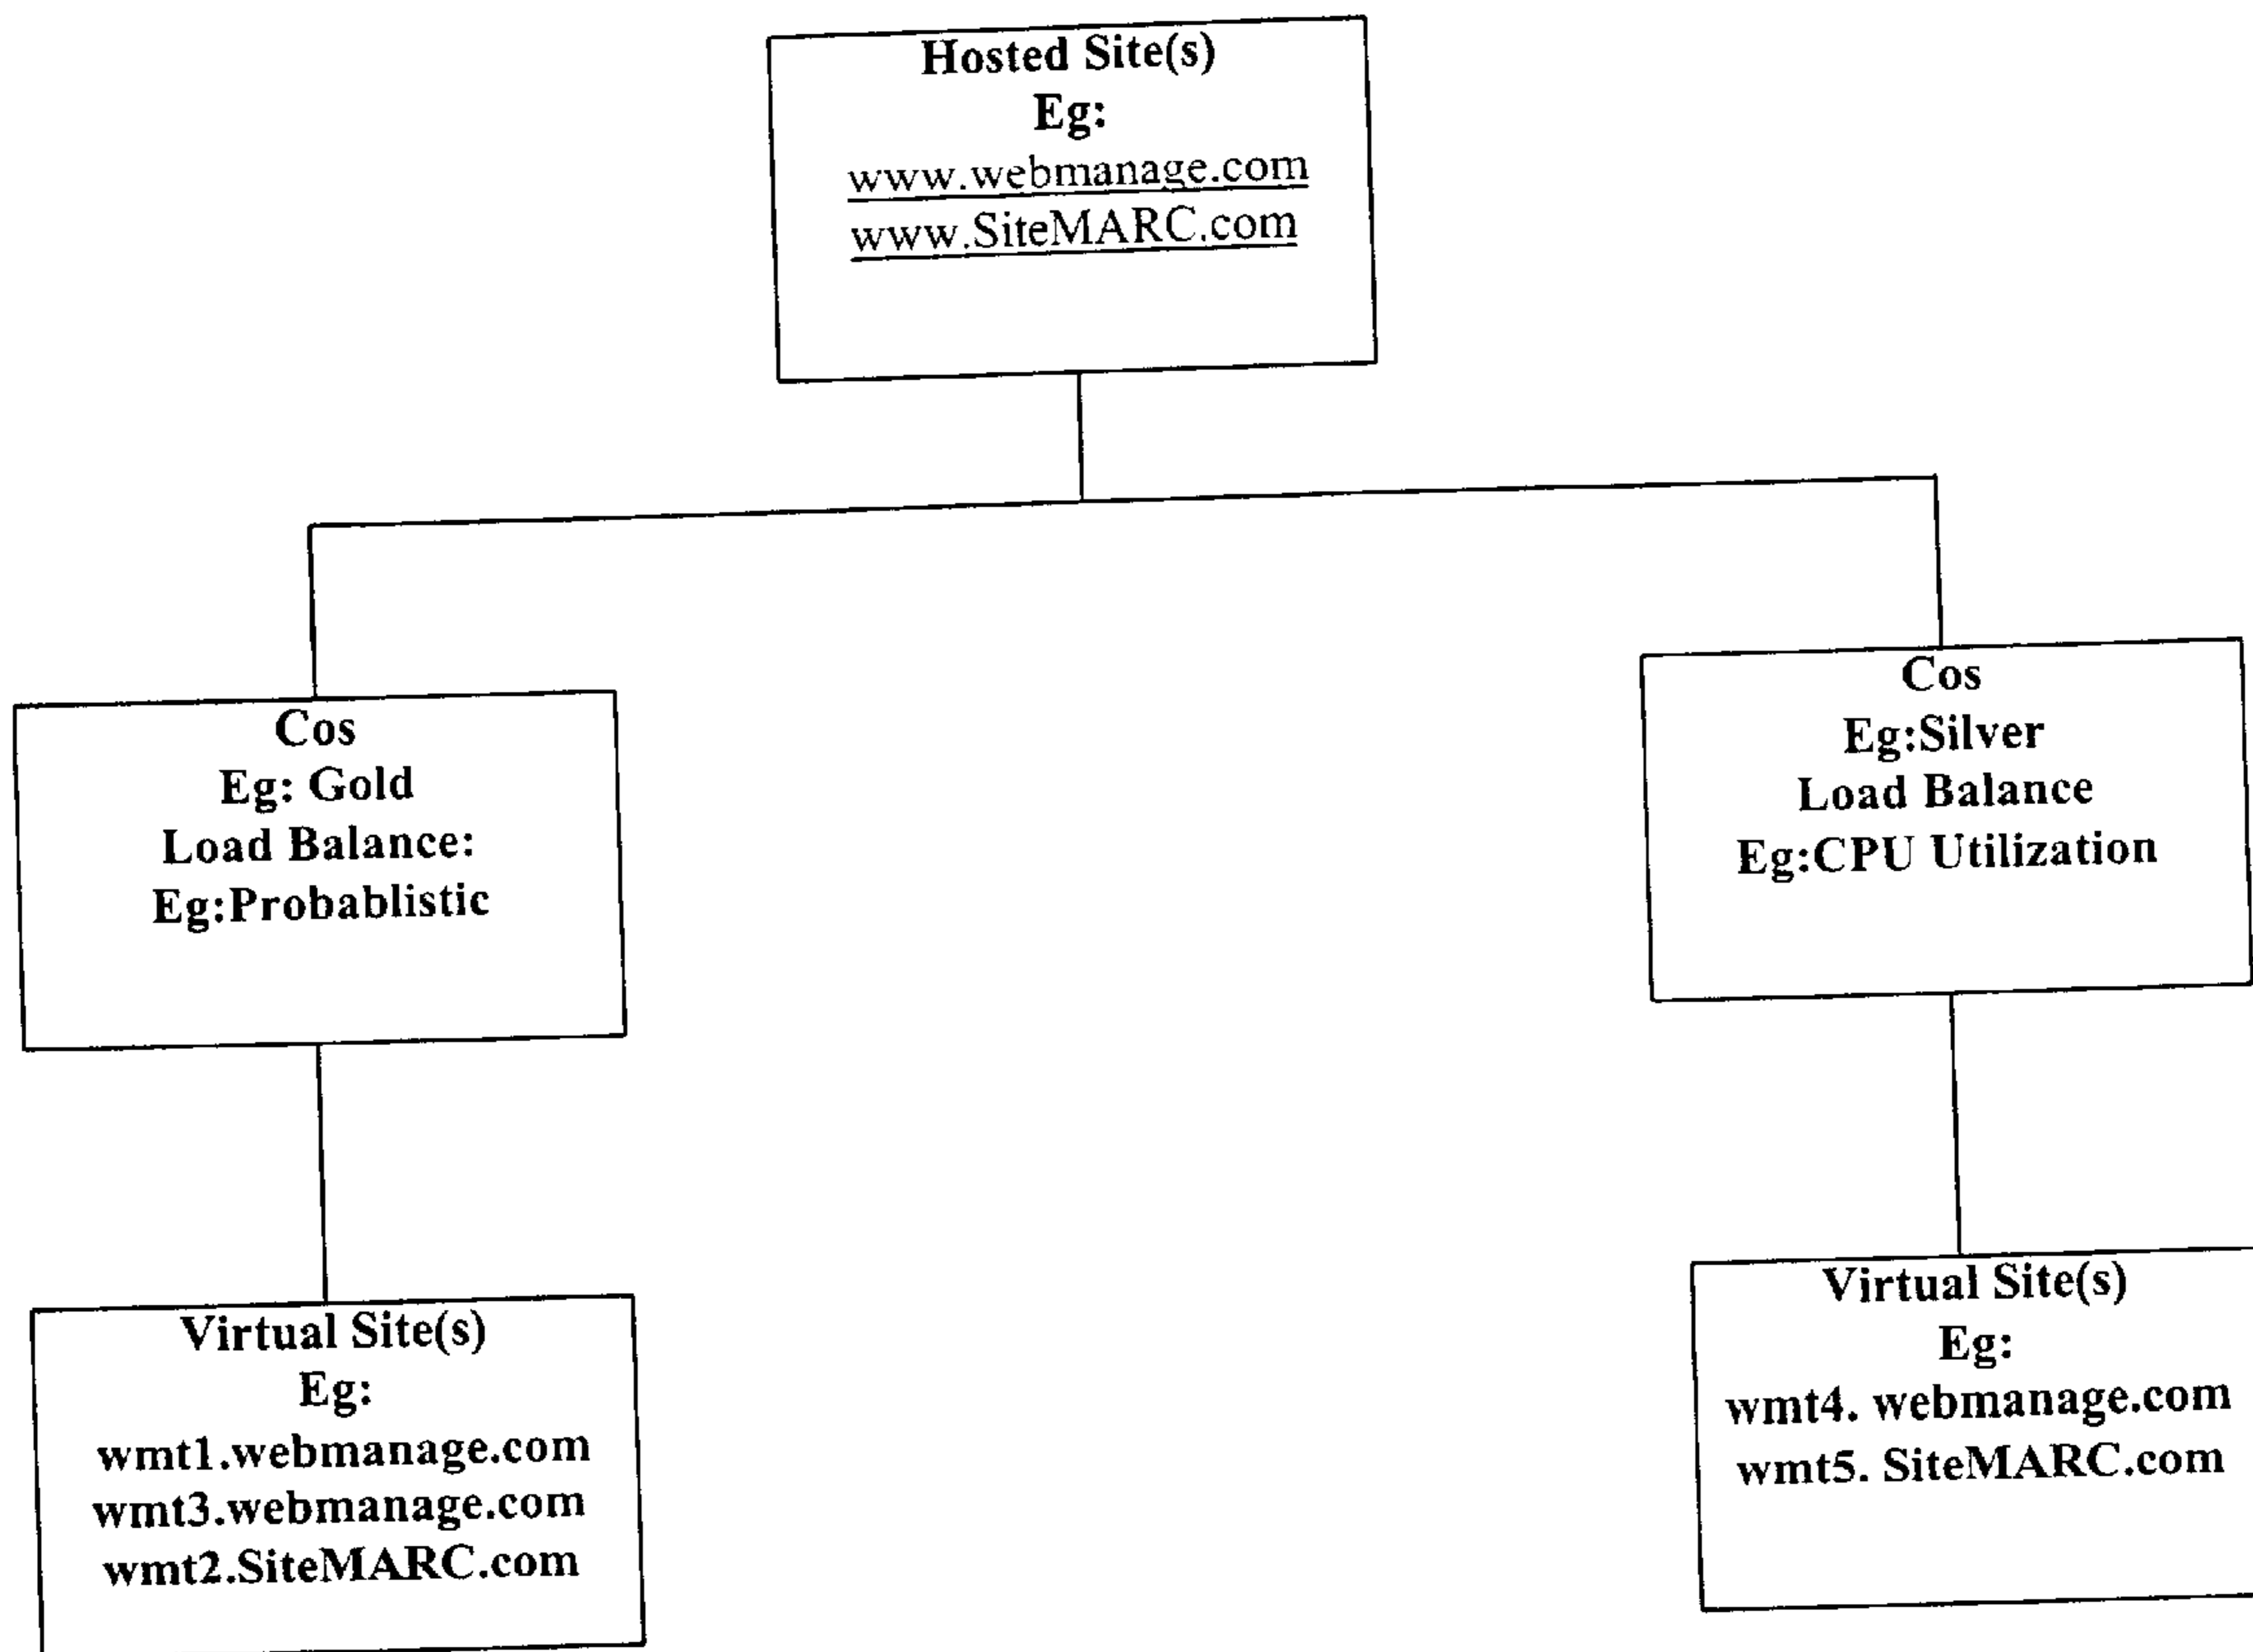 Hosted Site(s)
Eg:
www.webmanage.com
www.SiteMARC.com
Cos
Eg: Gold
Load Balance:
Eg:Probablistic
Cos
Eg:Silver
Load Balance
Eg:CPU Utilization
Virtual Site(s)
Eg:
wmt1.webmanage.com
wmt3.webmanage.com
wmt2.SiteMARC.com
Virtual Site(s)
Eg:
wmt4. webmanage.com
wmt5. SiteMARC.com